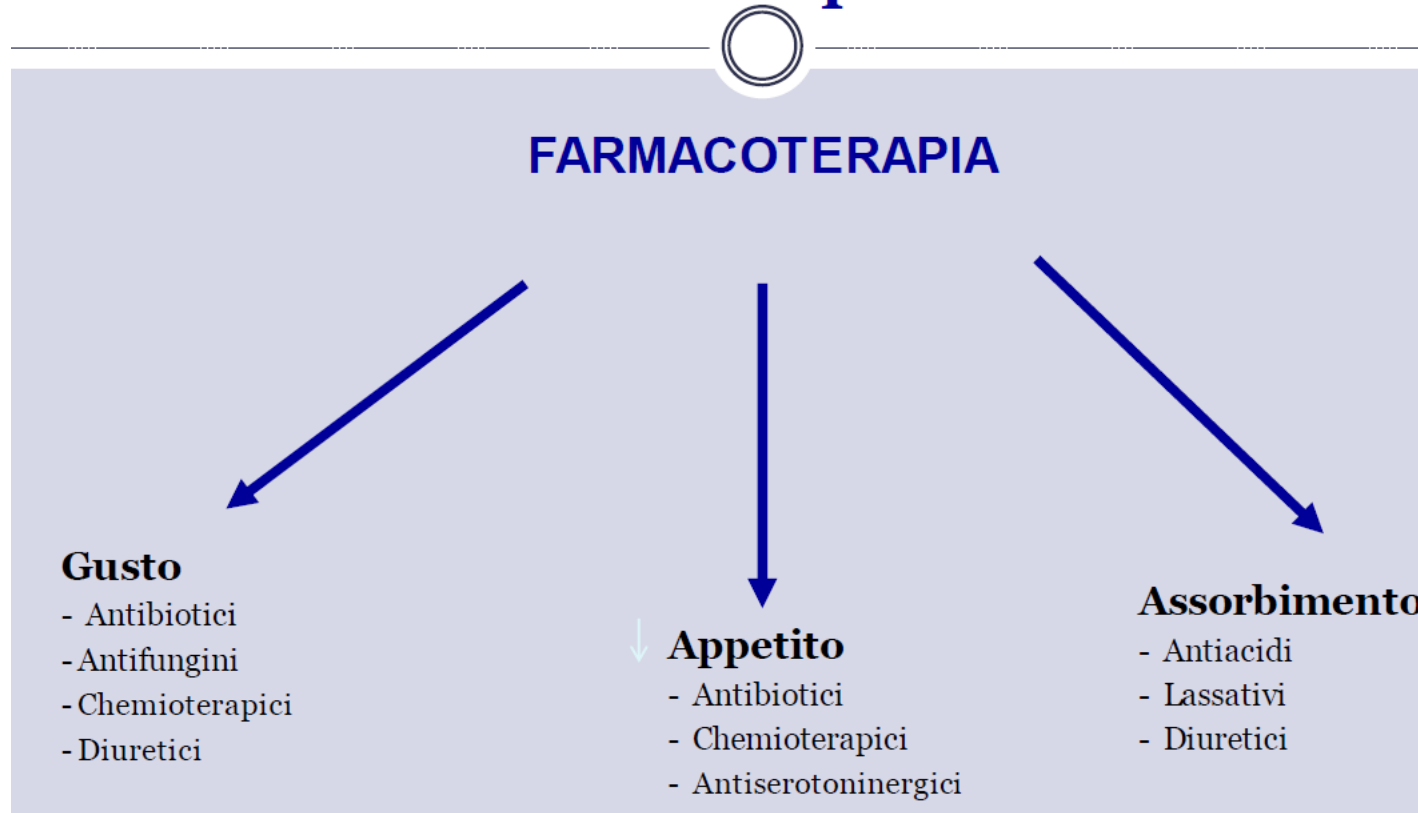 FARMACOTERAPIA
Gusto
- Antibiotici
- Antifungini
- Chemioterapici
- Diuretici
Appetito
- Antibiotici
- Chemioterapici
- Antiserotoninergici
Assorbimento
- Antiacidi
- Lassativi
- Diuretici